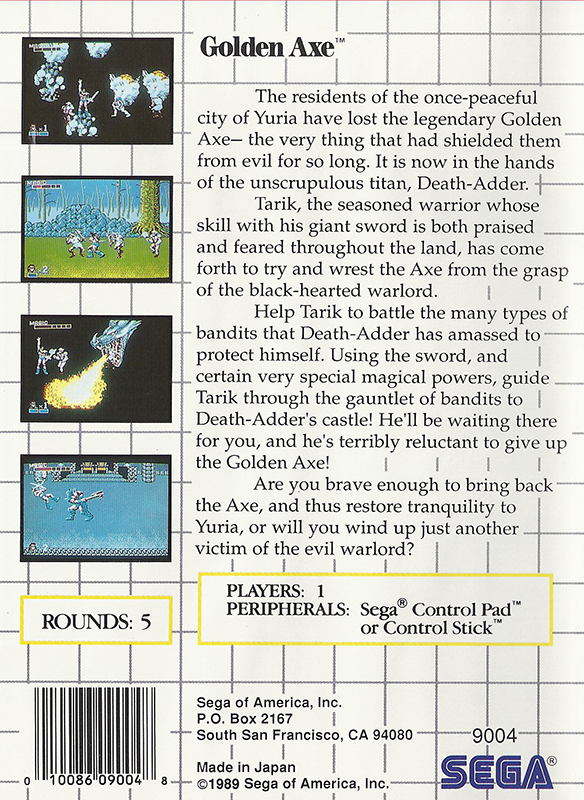 Golden Axe™
The residents of the once-peaceful
city of Yuria have lost the legendary Golden
Axe– the very thing that had shielded them
from evil for so long. It is now in the hands
of the unscrupulous titan, Death-Adder.
Tarik, the seasoned warrior whose
skill with his giant sword is both praised
and feared throughout the land, has come
forth to try and wrest the Axe from the grasp
of the black-hearted warlord.
Help Tarik to battle the many types of
bandits that Death-Adder has amassed to
protect himself. Using the sword, and
certain very special magical powers, guide
Tarik through the gauntlet of bandits to
Death-Adder's castle! He'll be waiting there
for you, and he's terribly reluctant to give up
the Golden Axe!
Are you brave enough to bring back
the Axe, and thus restore tranquility to
Yuria, or will you wind up just another
victim of the evil warlord?
MAGIC
x1
MAGIC
2
MAGIC
x1
MAGIC
ROUNDS: 5
PLAYERS: 1
PERIPHERALS: Sega® Control Pad™
or Control Stick™
0 10086 09004 8
Sega of America, Inc.
P.O. Box 2167
South San Francisco, CA 94080
Made in Japan
©1989 Sega of America, Inc.
9004
SEGA®